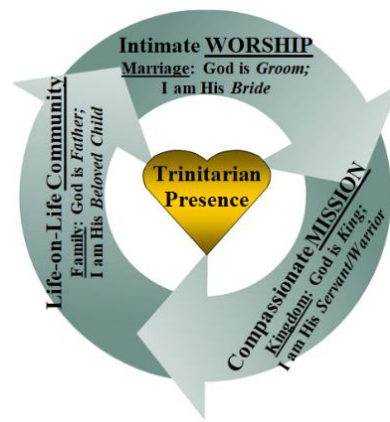 Intimate WORSHIP
Marriage: God is Groom;
I am His Bride
Trinitarian
Presence
Compassionate MISSION
Kingdom: God is King;
I am His Servant/Warrior
Life-on-Life Community
Family: God is Father;
I am His Beloved Child